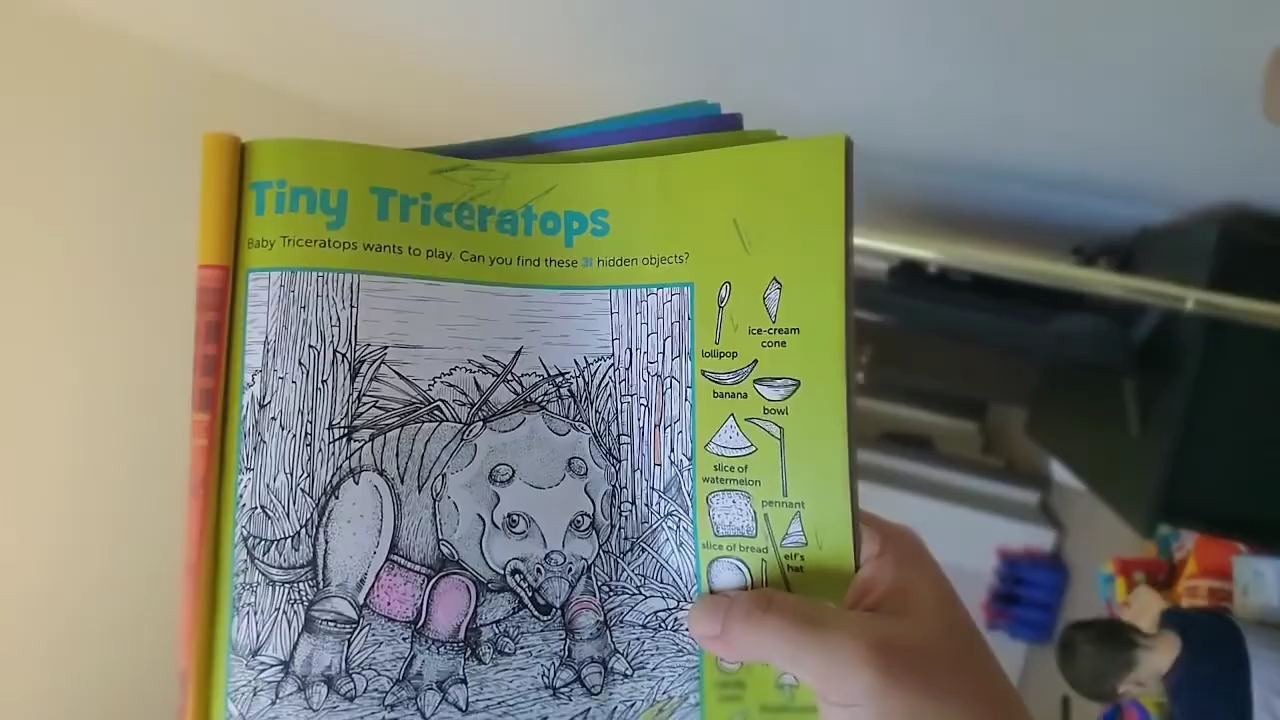 Tiny Triceratops
Baby Triceratops wants to play. Can you find these 31 hidden objects?
lollipop
ice-cream
cone
banana
bowl
slice of
watermelon
pennant
slice of bread
elf's
hat